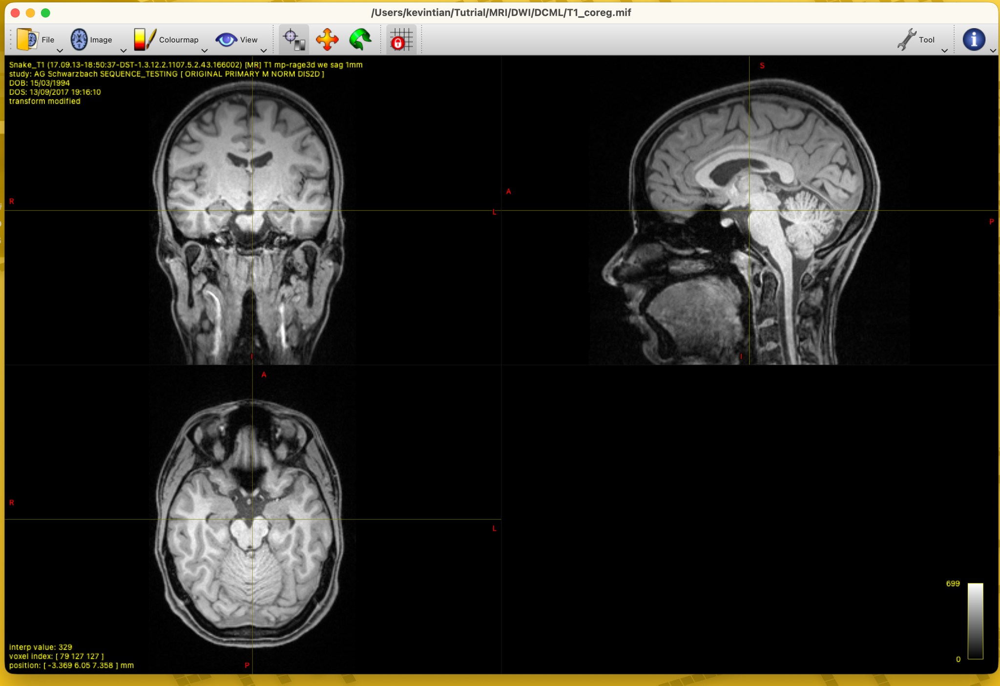 /Users/kevintian/Tutrial/MRI/DWI/DCML/T1_coreg.mif
File
Image
Colourmap
View
Tool
i
Snake_T1 (17.09.13-18:50:37-DST-1.3.12.2.1107.5.2.43.166002) [MR] T1 mp-rage3d we sag 1mm
study: AG Schwarzbach SEQUENCE_TESTING [ ORIGINAL PRIMARY M NORM DIS2D ]
DOB: 15/03/1994
DOS: 13/09/2017 19:16:10
transform modified
R
L
I
S
A
P
I
A
R
L
P
interp value: 329
voxel index: [ 79 127 127 ]
position: [ -3.369 6.05 7.358 ] mm
699
0